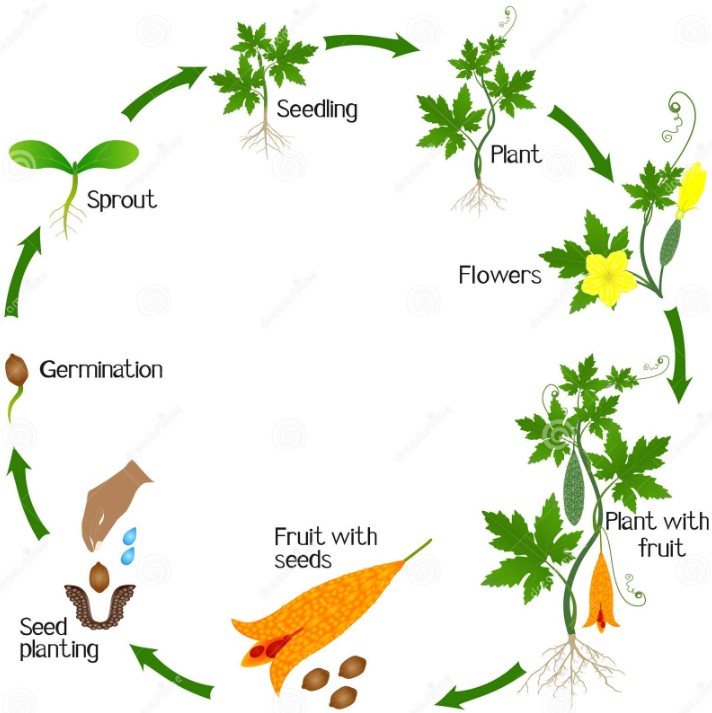 Seedling
Plant
Sprout
Flowers
Germination
Plant with
fruit
Fruit with
seeds
Seed
planting